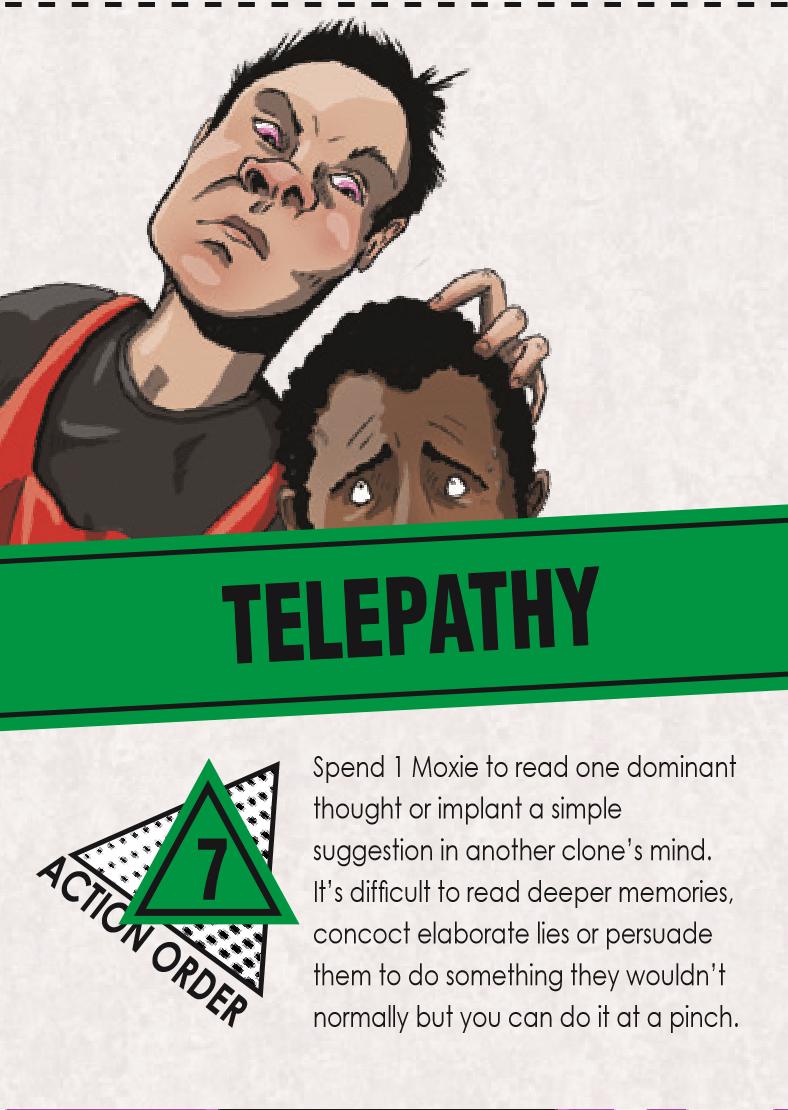 TELEPATHY
7
ACTION ORDER
Spend 1 Moxie to read one dominant
thought or implant a simple
suggestion in another clone’s mind.
It’s difficult to read deeper memories,
concoct elaborate lies or persuade
them to do something they wouldn’t
normally but you can do it at a pinch.